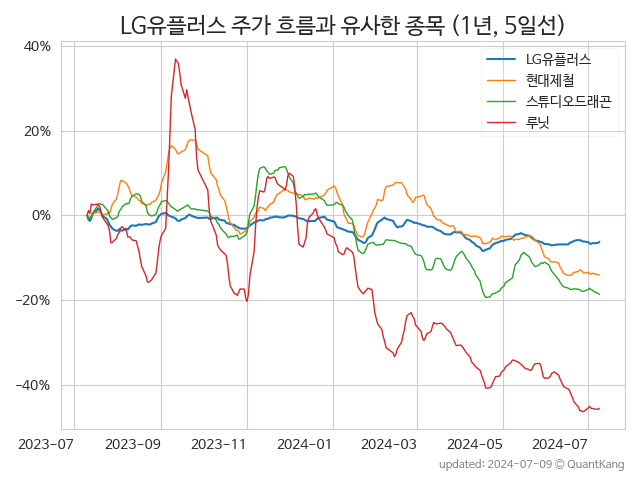 LG유플러스 주가 흐름과 유사한 종목 (1년, 5일선)
LG유플러스
현대제철
스튜디오드래곤
루닛
40%
20%
0%
−20%
−40%
2023-07 2023-09 2023-11 2024-01 2024-03 2024-05 2024-07
updated: 2024-07-09 © QuantKang